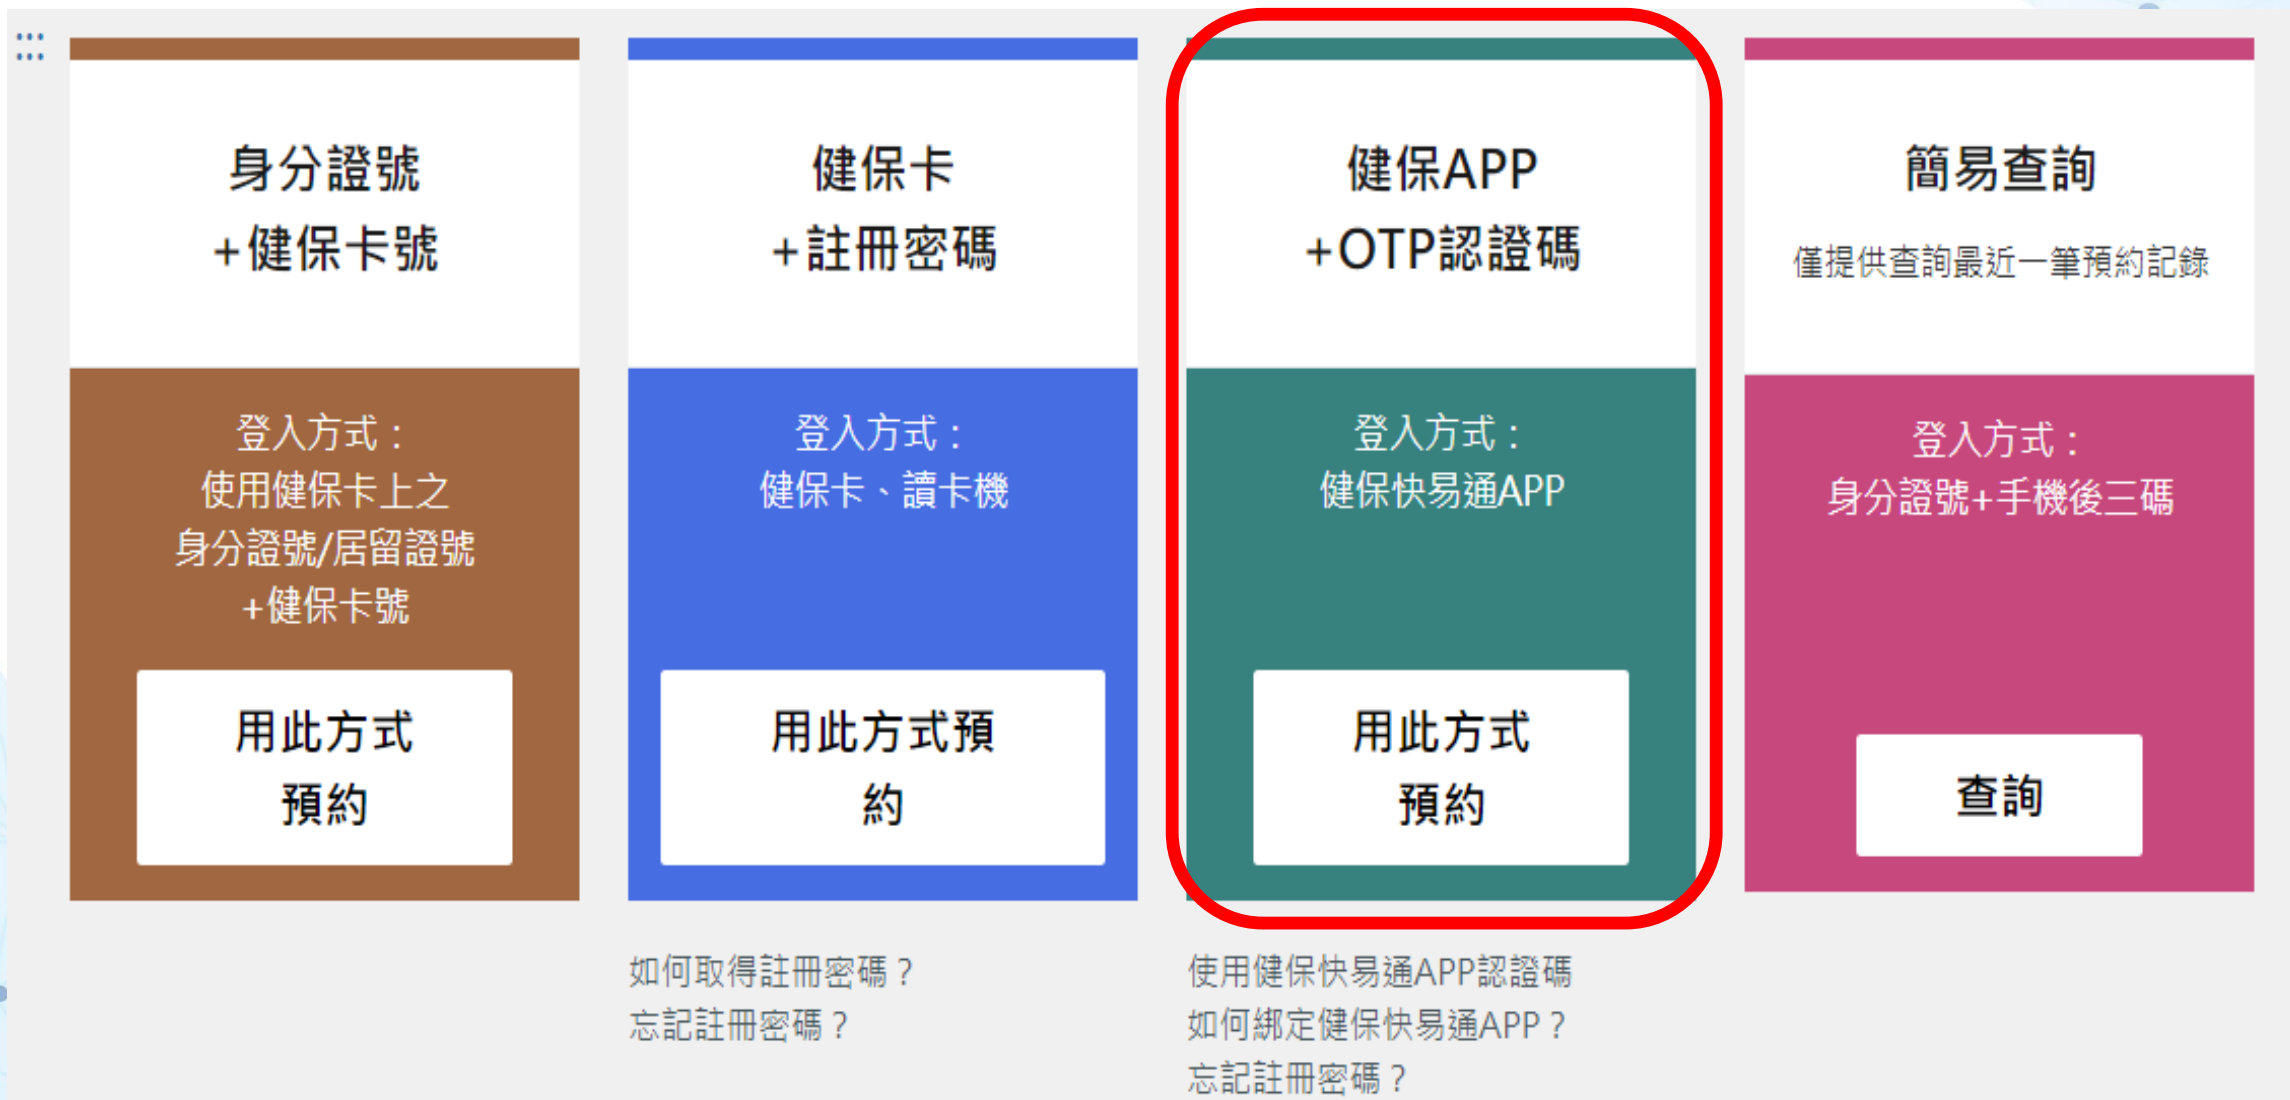 身分證號
+健保卡號
登入方式：
使用健保卡上之
身分證號/居留證號
+健保卡號
用此方式
預約
健保卡
+註冊密碼
登入方式：
健保卡、讀卡機
用此方式預
約
如何取得註冊密碼？
忘記註冊密碼？
健保APP
+OTP認證碼
登入方式：
健保快易通APP
用此方式
預約
使用健保快易通APP認證碼
如何綁定健保快易通APP？
忘記註冊密碼？
簡易查詢
僅提供查詢最近一筆預約記錄
登入方式：
身分證號+手機後三碼
查詢